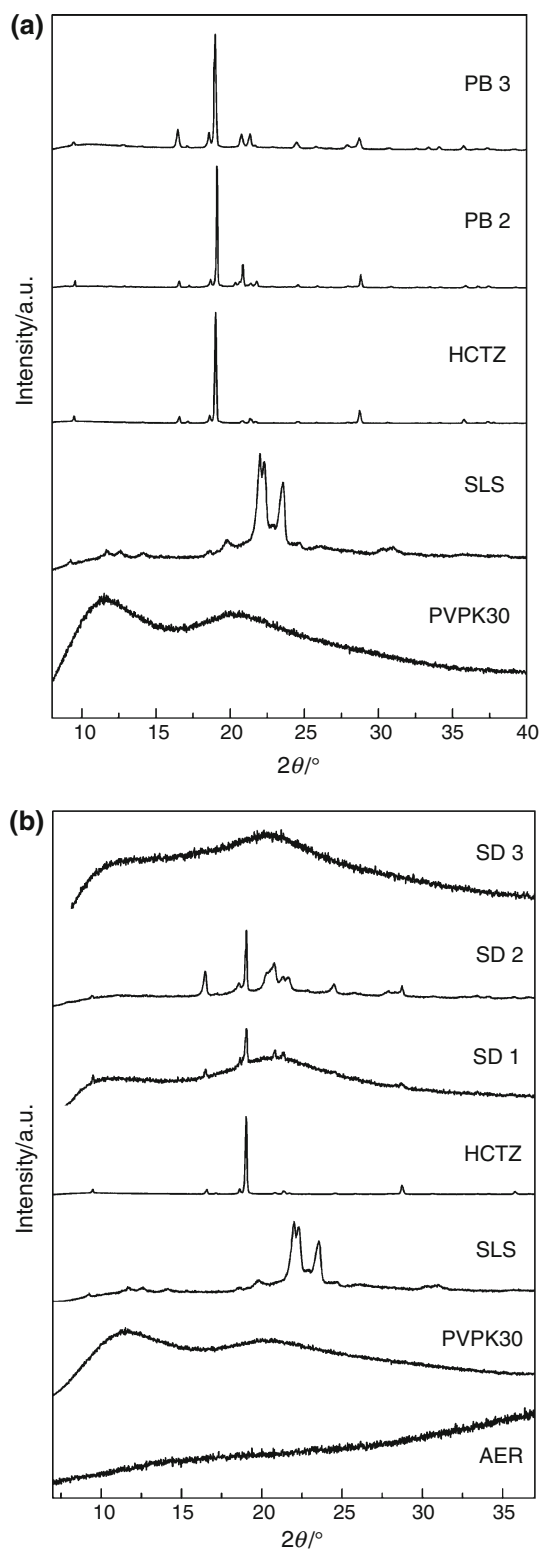 (a)
PB 3
PB 2
HCTZ
SLS
PVPK30
Intensity/a.u.
10 15 20 25 30 35 40
2θ/°
(b)
SD 3
SD 2
SD 1
HCTZ
SLS
PVPK30
AER
Intensity/a.u.
10 15 20 25 30 35
2θ/°